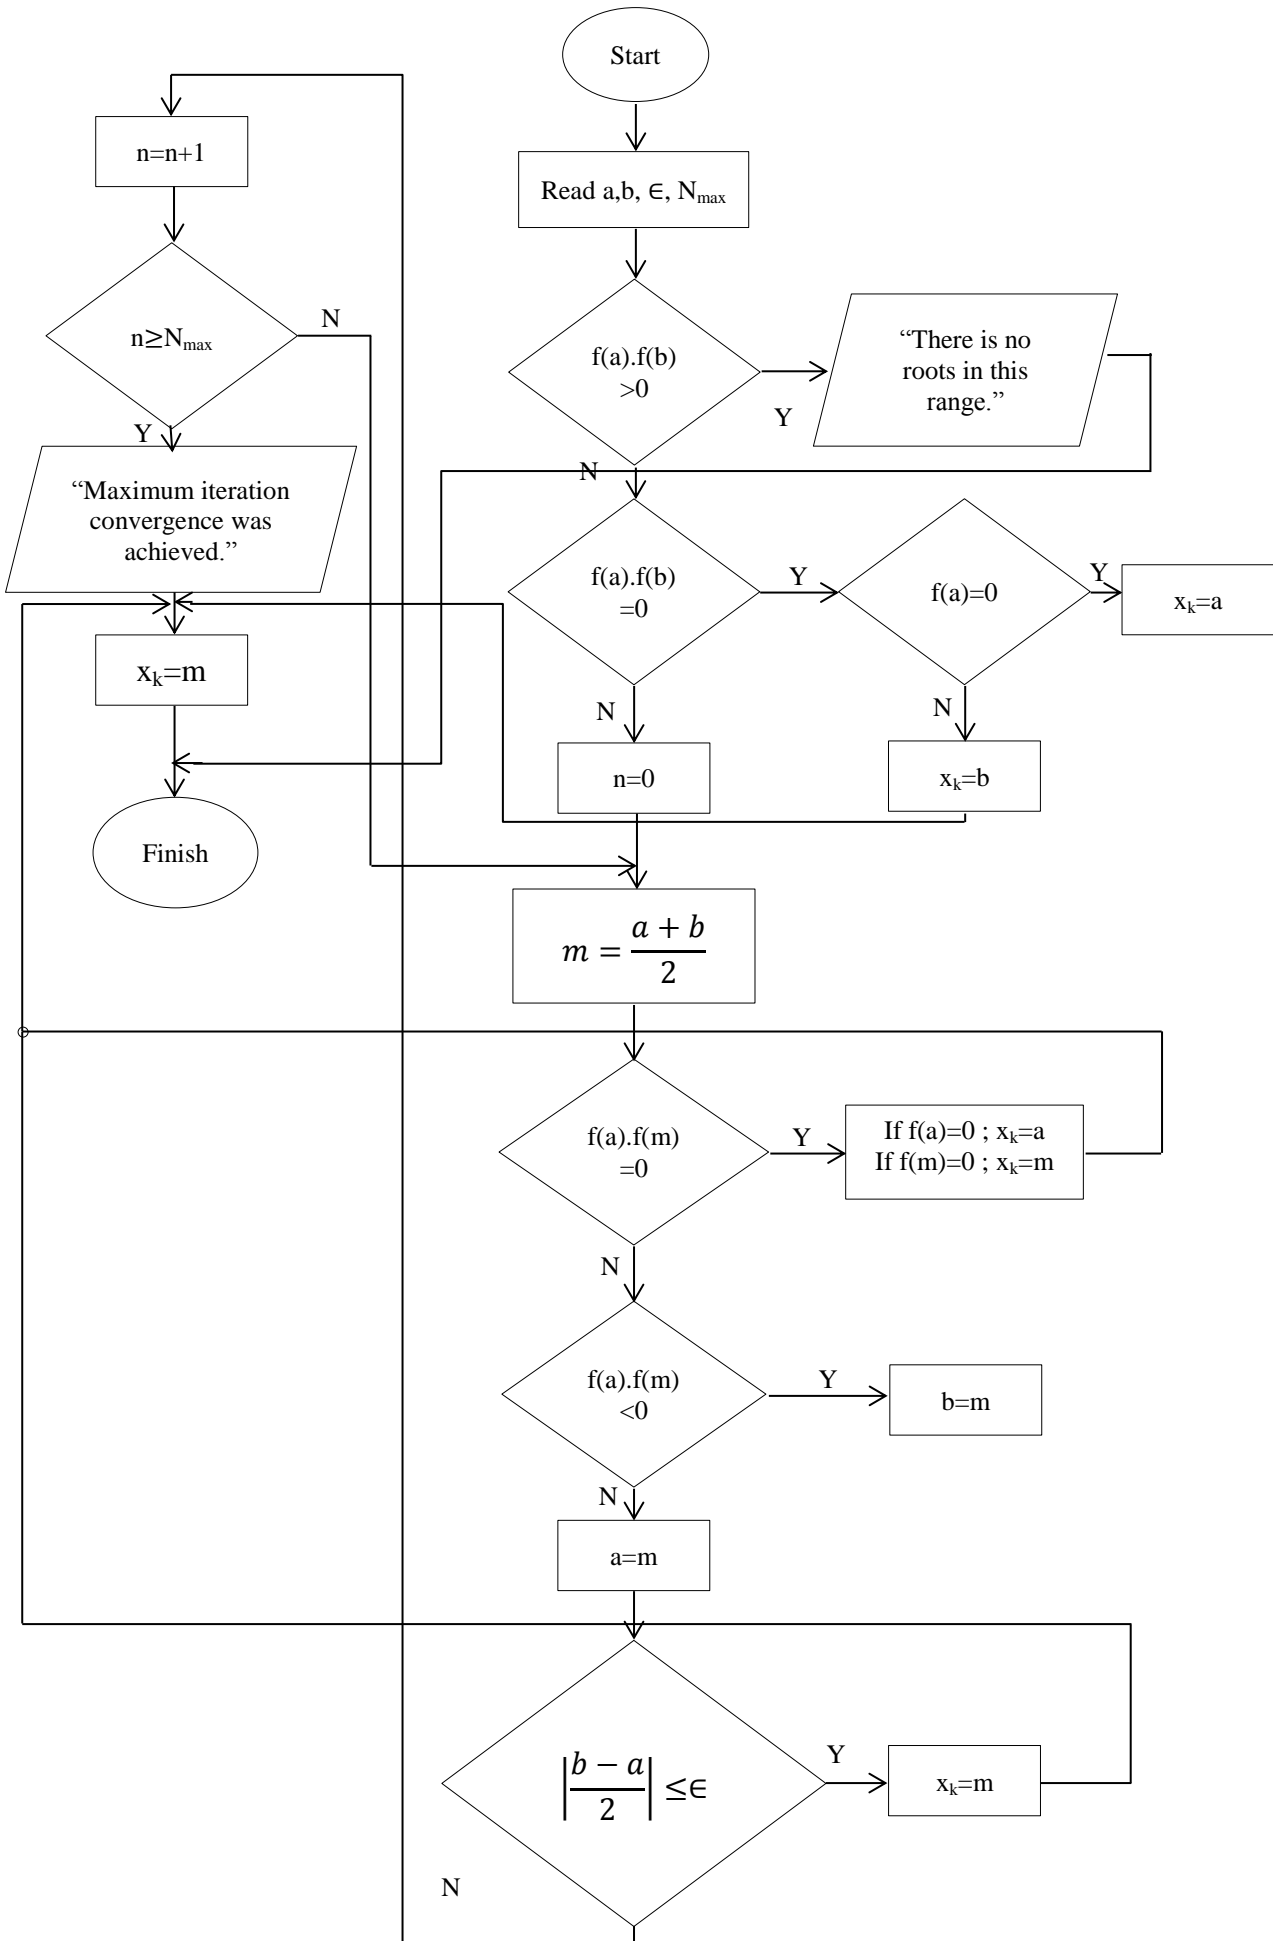 Start
n=n+1
Read a,b, ∈, Nmax
n≥Nmax
N
Y
f(a).f(b)
>0
Y
“There is no
roots in this
range.”
N
“Maximum iteration
convergence was
achieved.”
f(a).f(b)
=0
Y
f(a)=0
Y
xk=a
xk=m
N
N
n=0
xk=b
Finish
m = (a + b)/2
f(a).f(m)
=0
Y
If f(a)=0 ; xk=a
If f(m)=0 ; xk=m
N
f(a).f(m)
<0
Y
b=m
N
a=m
|(b − a)/2| ≤∈
Y
xk=m
N